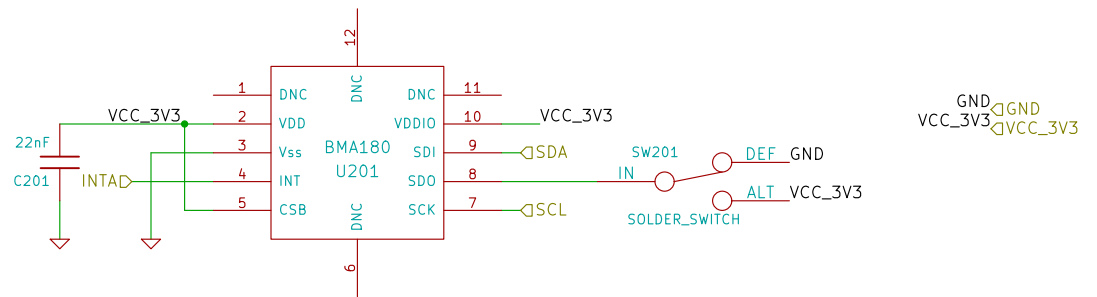 12
DNC
1
DNC
DNC
11
VCC_3V3
2
VDD
VDDIO
10
VCC_3V3
22nF
C201
3
Vss
BMA180
U201
SDI
9
SDA
INTA
4
INT
SDO
8
5
CSB
SCK
7
SCL
DNC
6
SW201
IN
DEF
GND
ALT
VCC_3V3
SOLDER_SWITCH
GND
GND
VCC_3V3
VCC_3V3